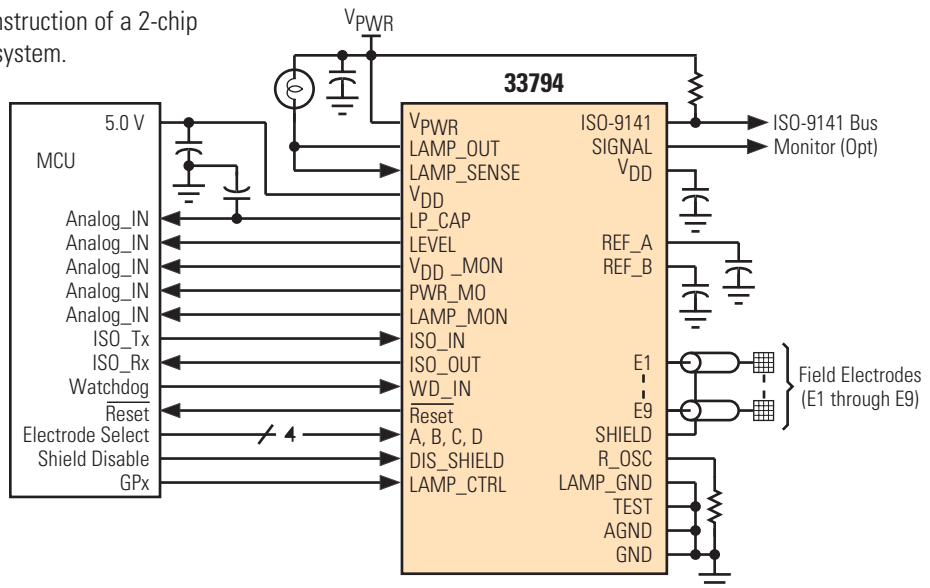 nstruction of a 2-chip
system.
VPWR
33794
5.0 V
MCU
Analog_IN
Analog_IN
Analog_IN
Analog_IN
Analog_IN
ISO_Tx
ISO_Rx
Watchdog
Reset
Electrode Select
Shield Disable
GPx
4
VPWR
LAMP_OUT
LAMP_SENSE
VDD
LP_CAP
LEVEL
VDD _MON
PWR_MO
LAMP_MON
ISO_IN
ISO_OUT
WD_IN
Reset
A, B, C, D
DIS_SHIELD
LAMP_CTRL
ISO-9141
SIGNAL
VDD
REF_A
REF_B
E1
E9
SHIELD
R_OSC
LAMP_GND
TEST
AGND
GND
ISO-9141 Bus
Monitor (Opt)
Field Electrodes
(E1 through E9)